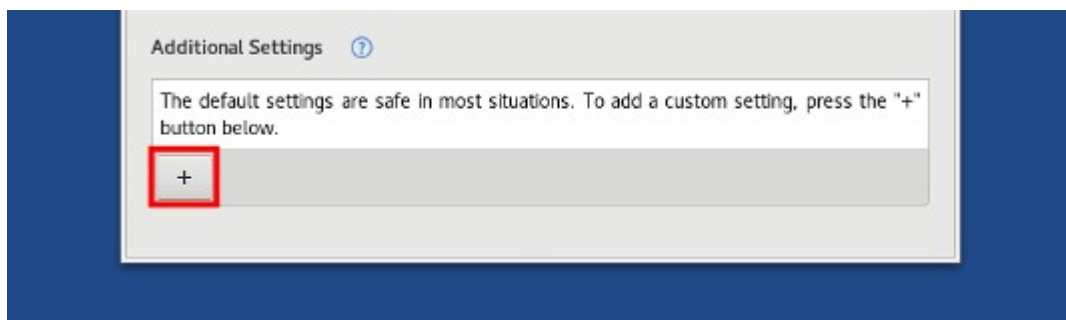 Additional Settings ?
The default settings are safe in most situations. To add a custom setting, press the "+"
button below.
+